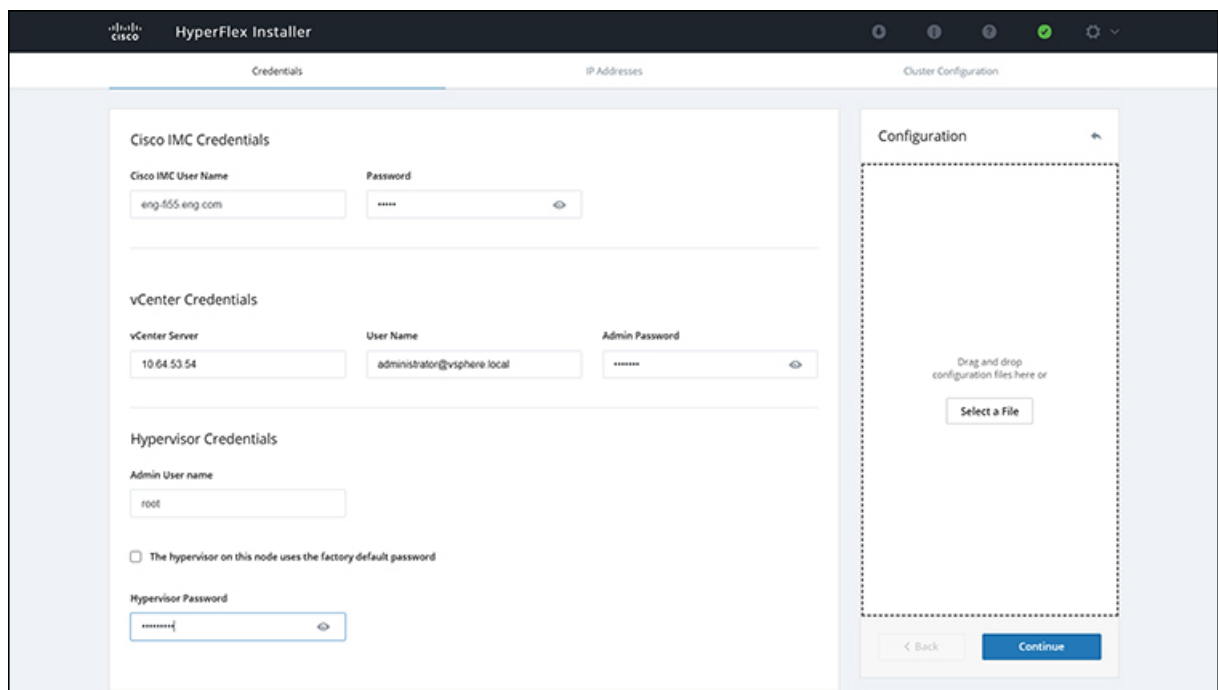 cisco HyperFlex Installer
Credentials IP Addresses Cluster Configuration
Cisco IMC Credentials
Cisco IMC User Name Password
eng-fi55.eng.com •••••
vCenter Credentials
vCenter Server User Name Admin Password
10.64.53.54 administrator@vsphere.local •••••••
Hypervisor Credentials
Admin User name
root
The hypervisor on this node uses the factory default password
Hypervisor Password
•••••••••
Configuration
Drag and drop
configuration files here or
Select a File
< Back Continue